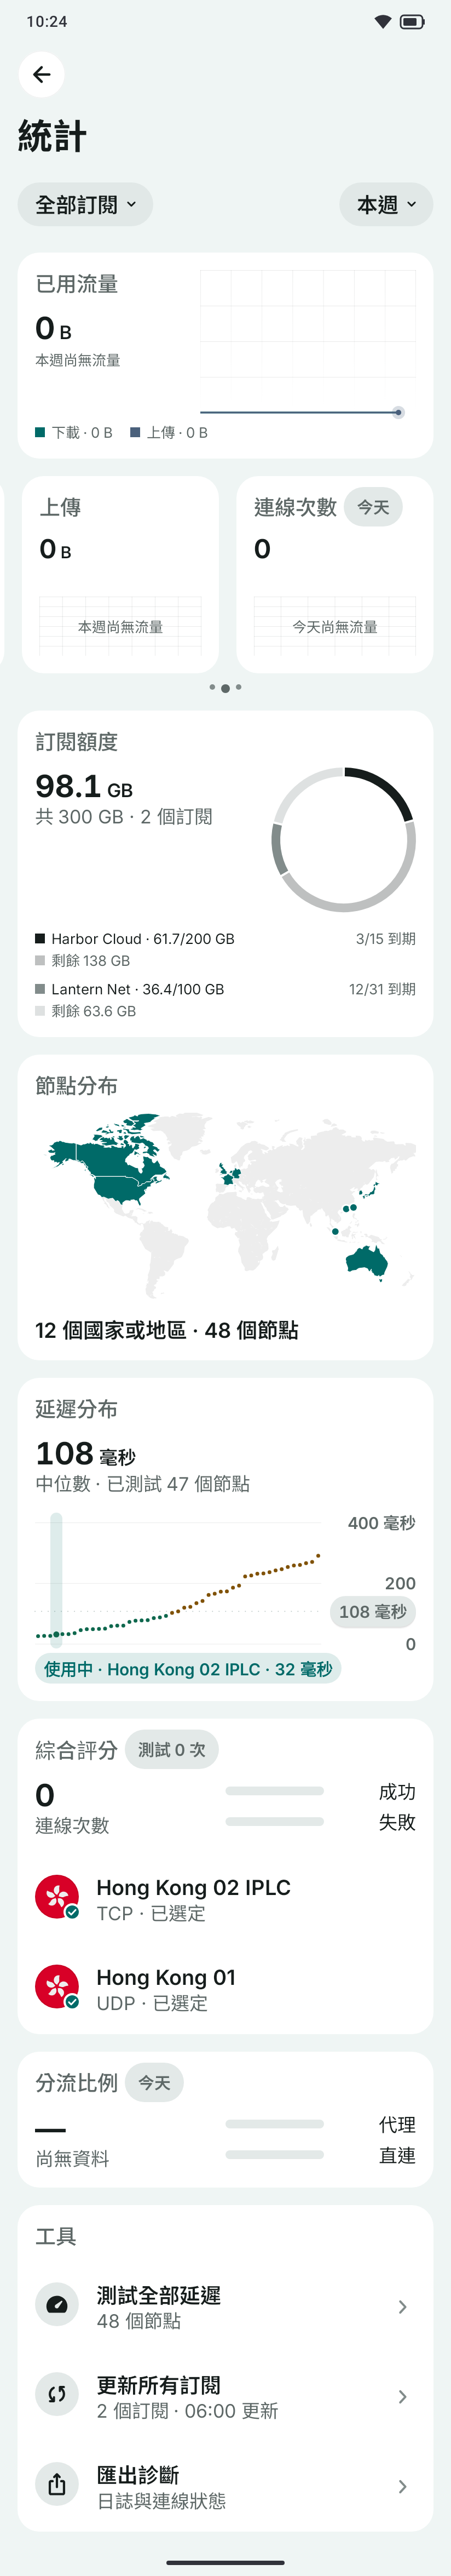 10:24
統計
全部訂閱
本週
已用流量
0 B
本週尚無流量
下載 · 0 B
上傳 · 0 B
上傳
0 B
本週尚無流量
連線次數 今天
0
今天尚無流量
訂閱額度
98.1 GB
共 300 GB · 2 個訂閱
Harbor Cloud · 61.7/200 GB
3/15 到期
剩餘 138 GB
Lantern Net · 36.4/100 GB
12/31 到期
剩餘 63.6 GB
節點分布
12 個國家或地區 · 48 個節點
延遲分布
108 毫秒
中位數 · 已測試 47 個節點
400 毫秒
200
108 毫秒
0
使用中 · Hong Kong 02 IPLC · 32 毫秒
綜合評分 測試 0 次
0
連線次數
成功
失敗
Hong Kong 02 IPLC
TCP · 已選定
Hong Kong 01
UDP · 已選定
分流比例 今天
—
尚無資料
代理
直連
工具
測試全部延遲
48 個節點
更新所有訂閱
2 個訂閱 · 06:00 更新
匯出診斷
日誌與連線狀態